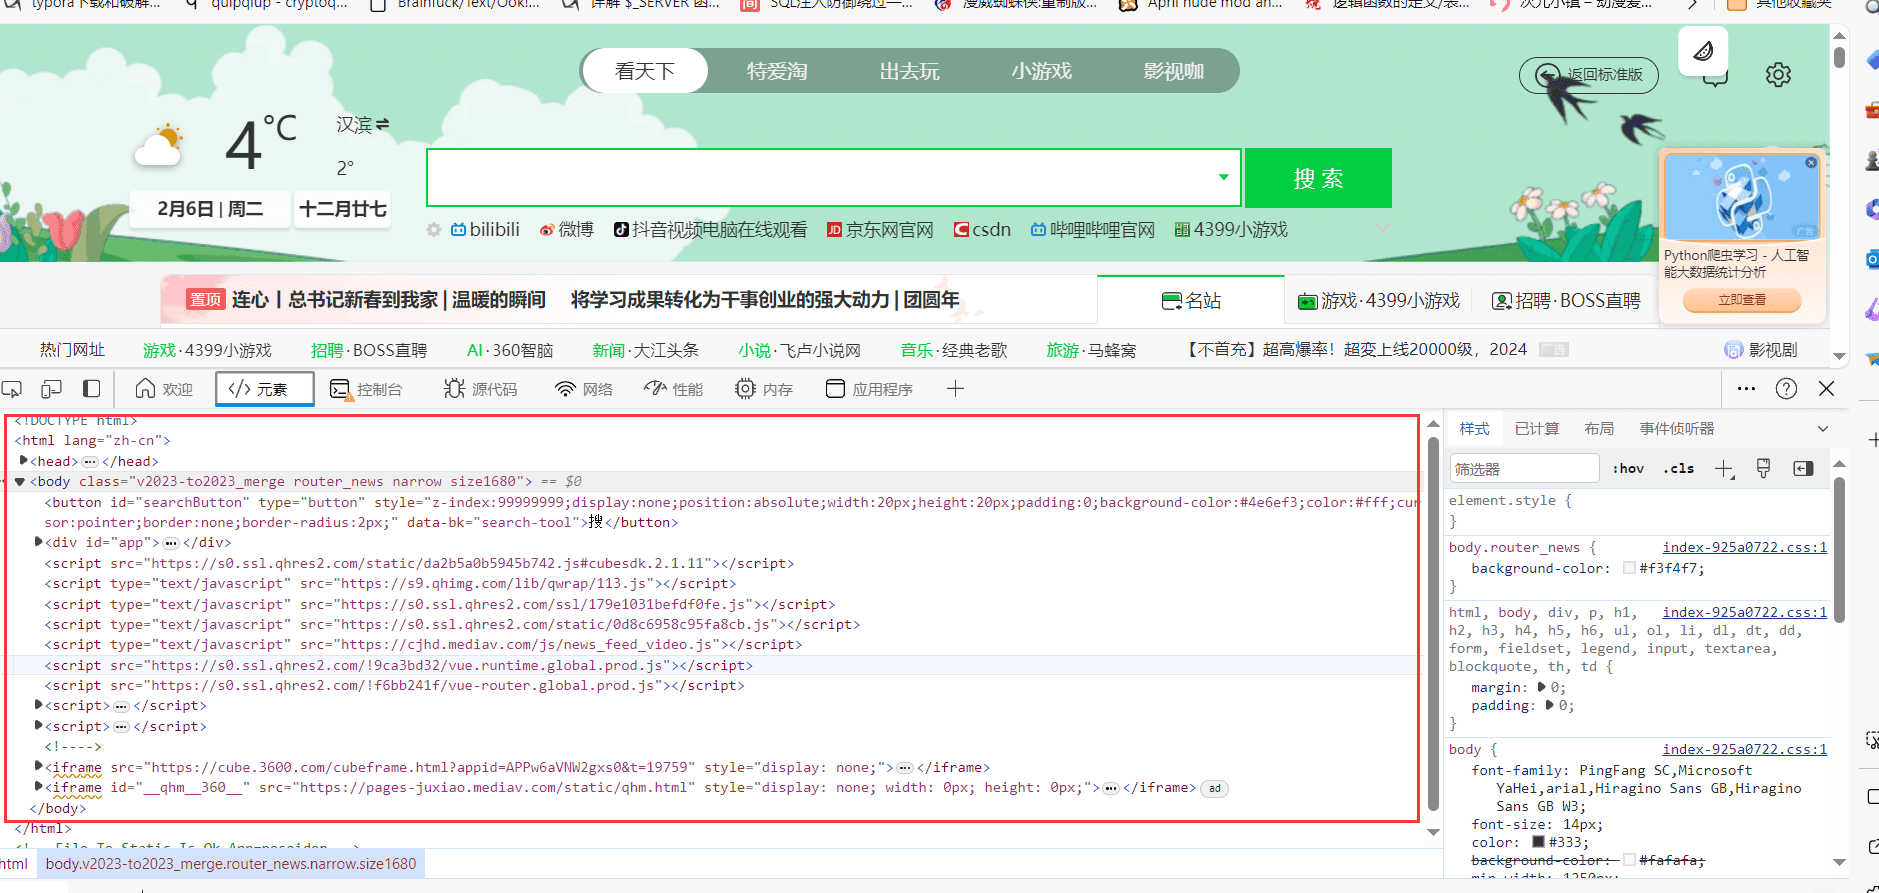 typora下载和破解...
quipqiup - cryptoq...
Brainfuck/Text/Ook!...
详解 $_SERVER 函...
SQL注入防御绕过——...
漫威蜘蛛侠:重制版...
April nude mod an...
逻辑函数的定义/表...
次元小镇 – 动漫爱...
其他收藏夹
看天下 特爱淘 出去玩 小游戏 影视咖
返回标准版
4°C
汉滨
2°
2月6日 | 周二 十二月廿七
搜 索
bilibili 微博 抖音视频电脑在线观看 京东网官网 csdn 哔哩哔哩官网 4399小游戏
广告
Python爬虫学习 - 人工智
能大数据统计分析
立即查看
置顶 连心丨总书记新春到我家 | 温暖的瞬间 将学习成果转化为干事创业的强大动力 | 团圆年
名站 游戏·4399小游戏 招聘·BOSS直聘
热门网址 游戏·4399小游戏 招聘·BOSS直聘 AI·360智脑 新闻·大江头条 小说·飞卢小说网 音乐·经典老歌 旅游·马蜂窝 【不首充】超高爆率！超变上线20000级，2024 广告 影视剧
欢迎 </> 元素 控制台 源代码 网络 性能 内存 应用程序
<!DOCTYPE html>
<html lang="zh-cn">
<head>…</head>
<body class="v2023-to2023_merge router_news narrow size1680"> == $0
<button id="searchButton" type="button" style="z-index:99999999;display:none;position:absolute;width:20px;height:20px;padding:0;background-color:#4e6ef3;color:#fff;cur
sor:pointer;border:none;border-radius:2px;" data-bk="search-tool">搜</button>
<div id="app">…</div>
<script src="https://s0.ssl.qhres2.com/static/da2b5a0b5945b742.js#cubesdk.2.1.11"></script>
<script type="text/javascript" src="https://s9.qhimg.com/lib/qwrap/113.js"></script>
<script type="text/javascript" src="https://s0.ssl.qhres2.com/ssl/179e1031befdf0fe.js"></script>
<script type="text/javascript" src="https://s0.ssl.qhres2.com/static/0d8c6958c95fa8cb.js"></script>
<script type="text/javascript" src="https://cjhd.mediav.com/js/news_feed_video.js"></script>
<script src="https://s0.ssl.qhres2.com/!9ca3bd32/vue.runtime.global.prod.js"></script>
<script src="https://s0.ssl.qhres2.com/!f6bb241f/vue-router.global.prod.js"></script>
<script>…</script>
<script>…</script>
<!---->
<iframe src="https://cube.3600.com/cubeframe.html?appid=APPw6aVNW2gxs0&t=19759" style="display: none;">…</iframe>
<iframe id="__qhm__360__" src="https://pages-juxiao.mediav.com/static/qhm.html" style="display: none; width: 0px; height: 0px;">…</iframe> ad
</body>
</html>
html body.v2023-to2023_merge.router_news.narrow.size1680
样式 已计算 布局 事件侦听器
筛选器 :hov .cls
element.style {
}
body.router_news { index-925a0722.css:1
background-color: #f3f4f7;
}
html, body, div, p, h1, index-925a0722.css:1
h2, h3, h4, h5, h6, ul, ol, li, dl, dt, dd,
form, fieldset, legend, input, textarea,
blockquote, th, td {
margin: 0;
padding: 0;
}
body { index-925a0722.css:1
font-family: PingFang SC,Microsoft
YaHei,arial,Hiragino Sans GB,Hiragino
Sans GB W3;
font-size: 14px;
color: #333;
background-color: #fafafa;
min-width: 1250px;